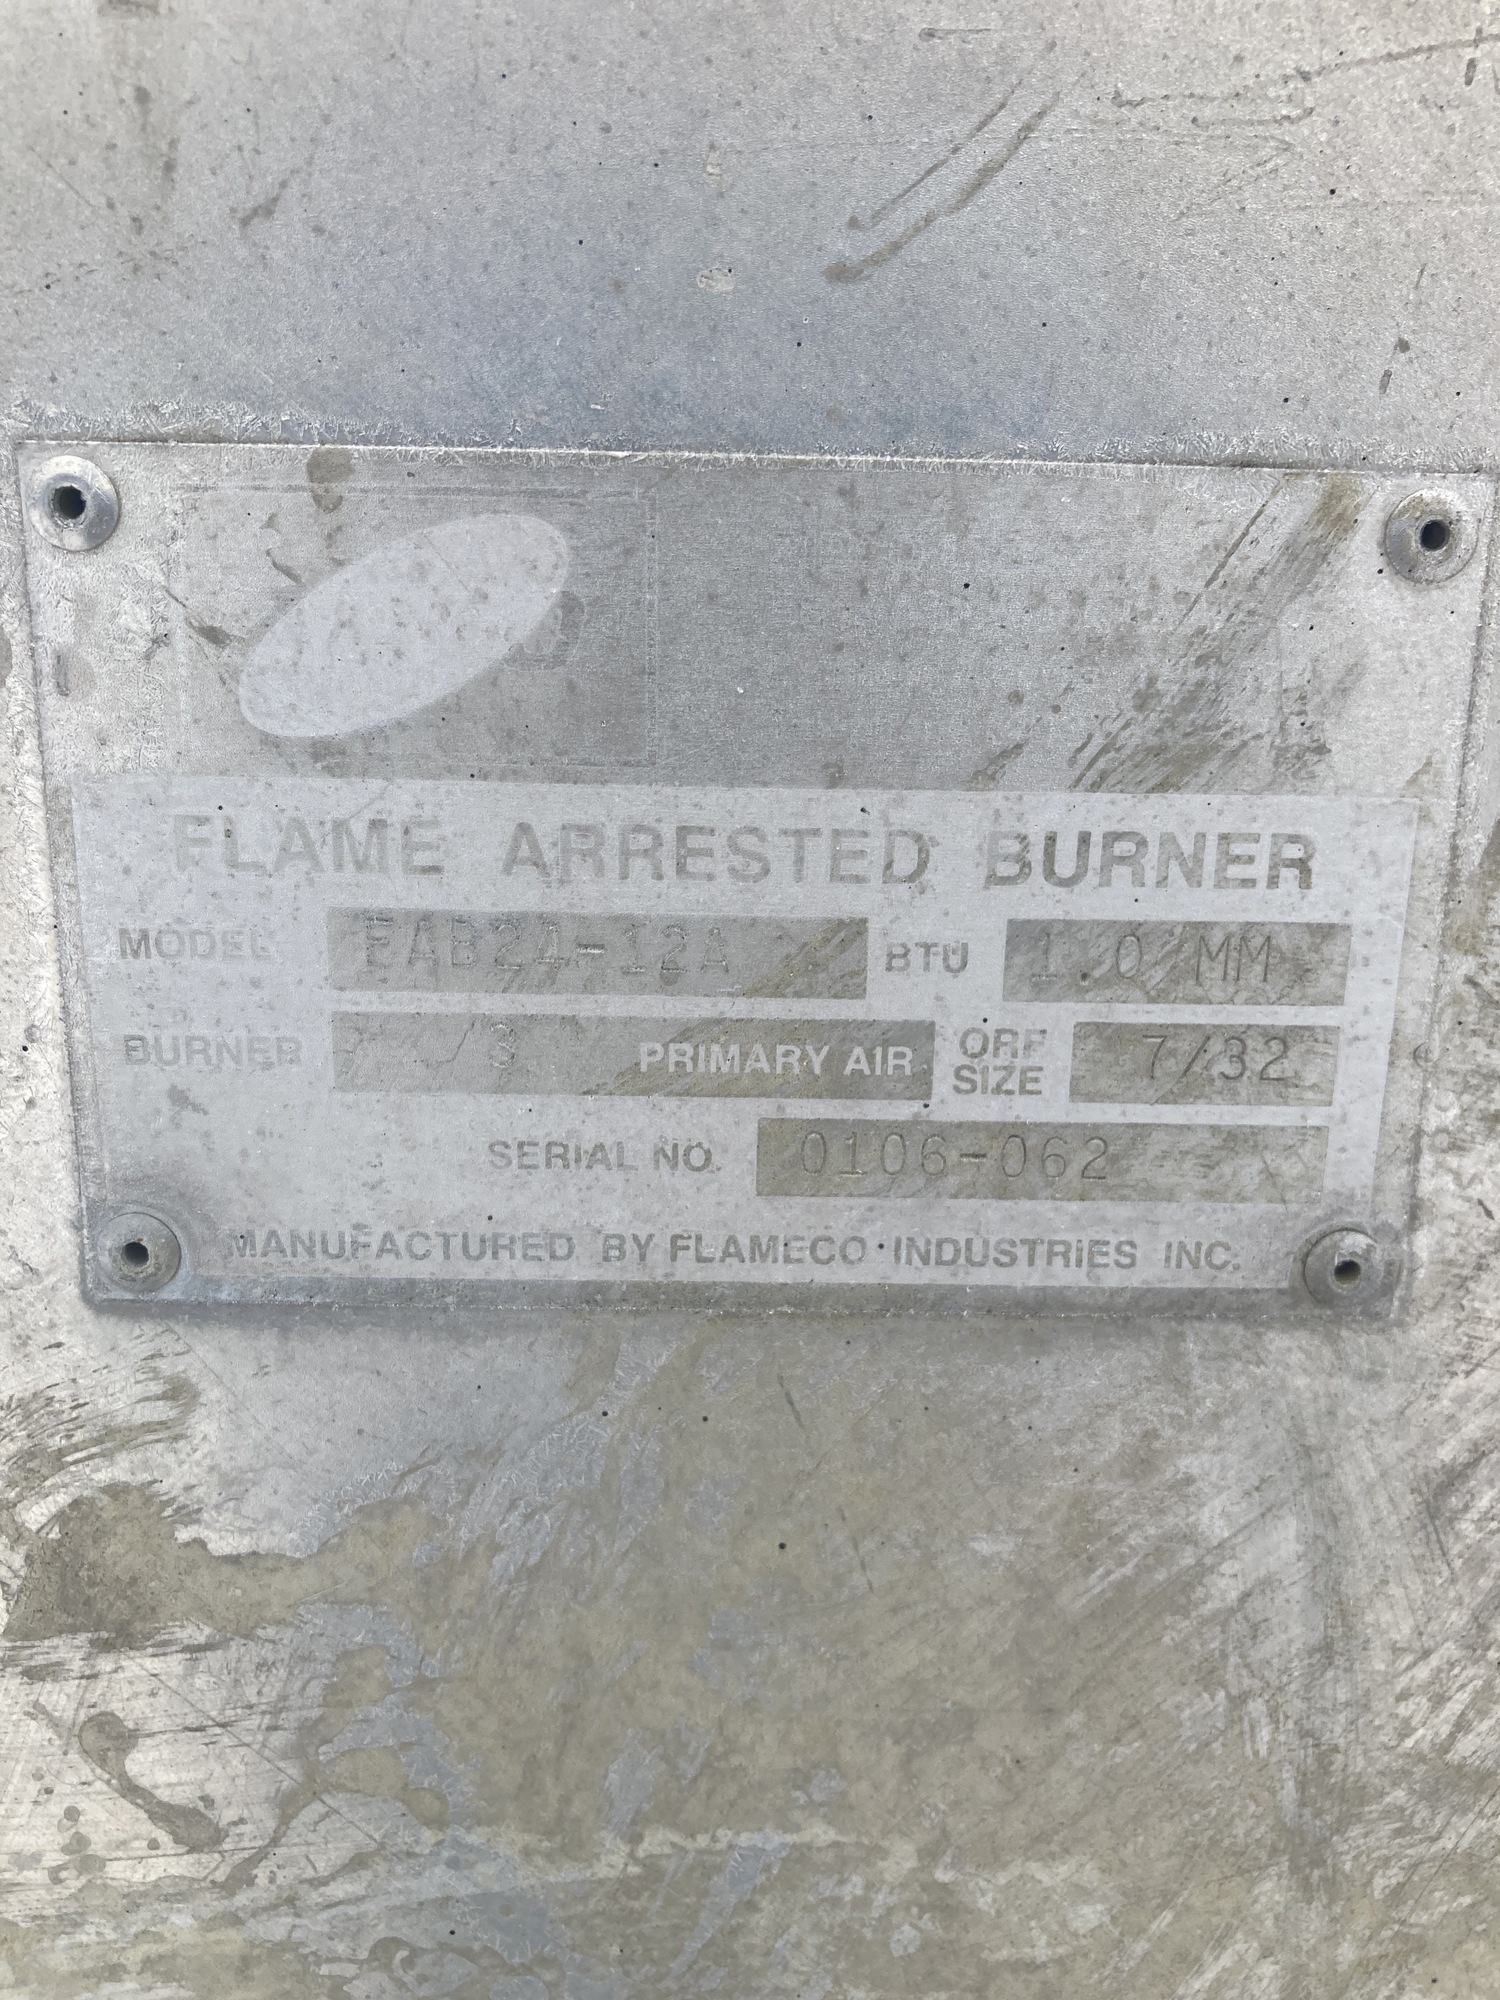 FLAME ARRESTED BURNER
MODEL EAB24-12A BTU 1.0 MM
BURNER 3 PRIMARY AIR ORF SIZE 7/32
SERIAL NO. 0106-062
MANUFACTURED BY FLAMECO INDUSTRIES INC.